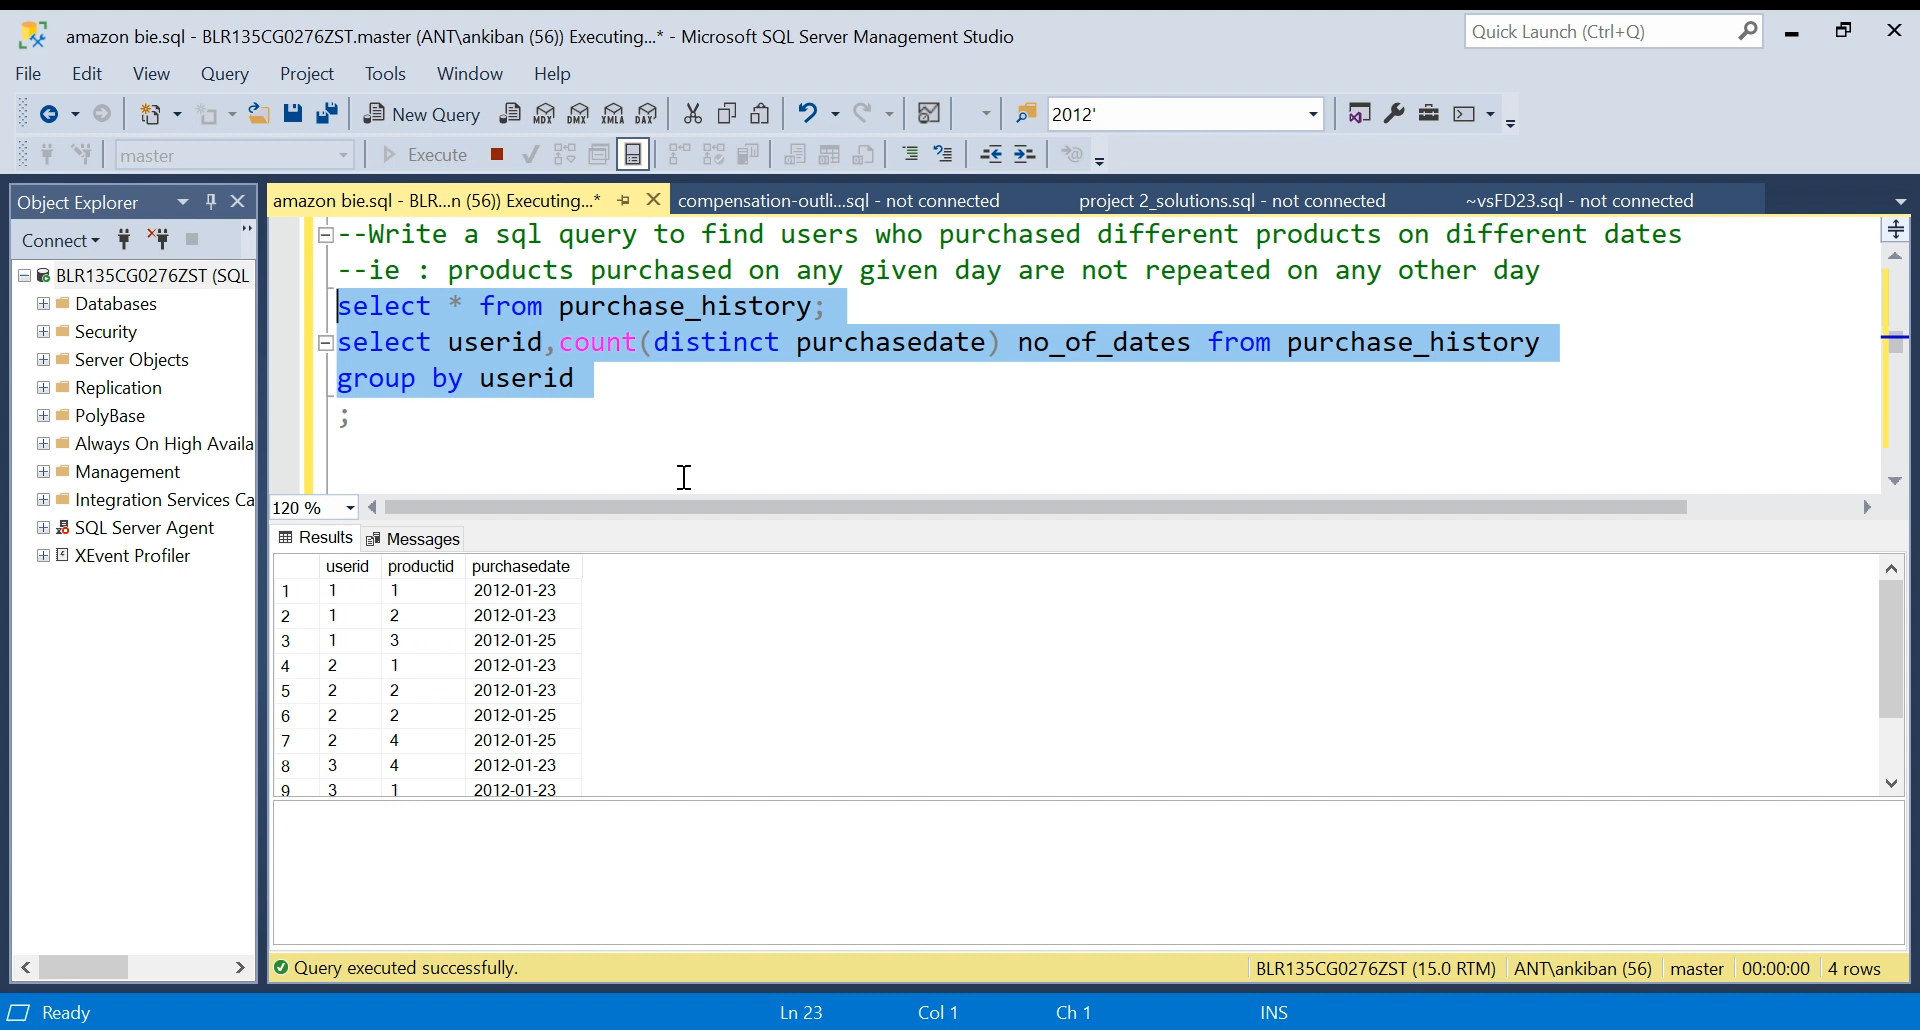 amazon bie.sql - BLR135CG0276ZST.master (ANT\ankiban (56)) Executing...* - Microsoft SQL Server Management Studio
Quick Launch (Ctrl+Q)
File Edit View Query Project Tools Window Help
New Query MDX DMX XMLA DAX 2012'
master Execute
Object Explorer
amazon bie.sql - BLR...n (56)) Executing...* compensation-outli...sql - not connected project 2_solutions.sql - not connected ~vsFD23.sql - not connected
Connect
BLR135CG0276ZST (SQL
Databases
Security
Server Objects
Replication
PolyBase
Always On High Availa
Management
Integration Services Ca
SQL Server Agent
XEvent Profiler
--Write a sql query to find users who purchased different products on different dates
--ie : products purchased on any given day are not repeated on any other day
select * from purchase_history;
select userid,count(distinct purchasedate) no_of_dates from purchase_history
group by userid
;
120 %
Results Messages
userid productid purchasedate
1 1 1 2012-01-23
2 1 2 2012-01-23
3 1 3 2012-01-25
4 2 1 2012-01-23
5 2 2 2012-01-23
6 2 2 2012-01-25
7 2 4 2012-01-25
8 3 4 2012-01-23
9 3 1 2012-01-23
Query executed successfully. BLR135CG0276ZST (15.0 RTM) ANT\ankiban (56) master 00:00:00 4 rows
Ready Ln 23 Col 1 Ch 1 INS